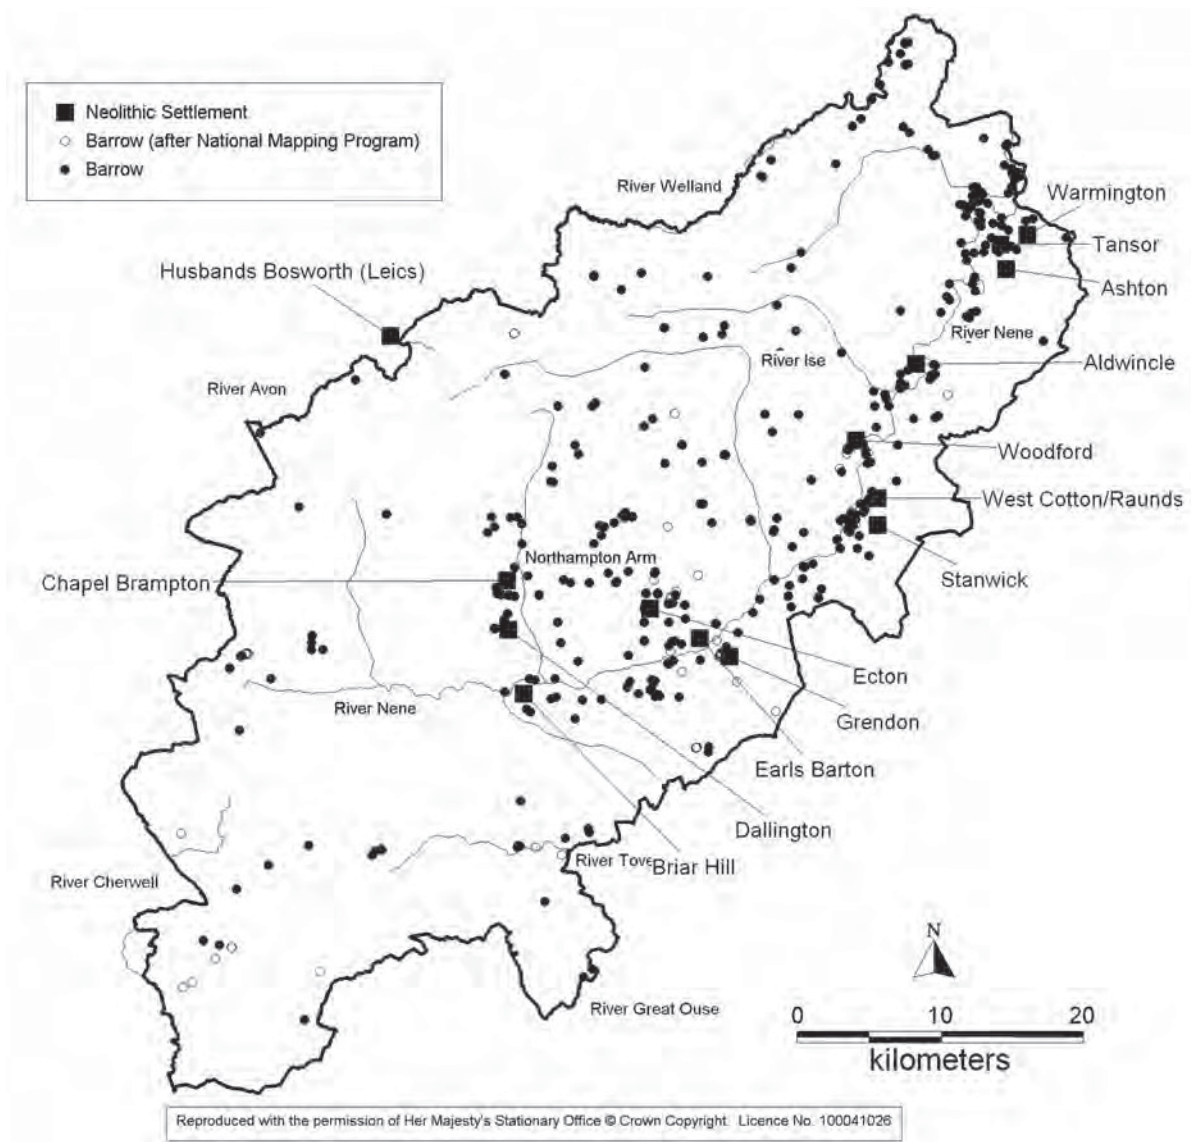 Neolithic Settlement
Barrow (after National Mapping Program)
Barrow
River Welland
Warmington
Tansor
Husbands Bosworth (Leics)
Ashton
River Nene
River Ise
Aldwincle
River Avon
Woodford
West Cotton/Raunds
Northampton Arm
Stanwick
Chapel Brampton
Ecton
River Nene
Grendon
Earls Barton
Dallington
River Tove
Briar Hill
River Cherwell
N
River Great Ouse
0 10 20
kilometers
Reproduced with the permission of Her Majesty's Stationary Office © Crown Copyright. Licence No. 100041026